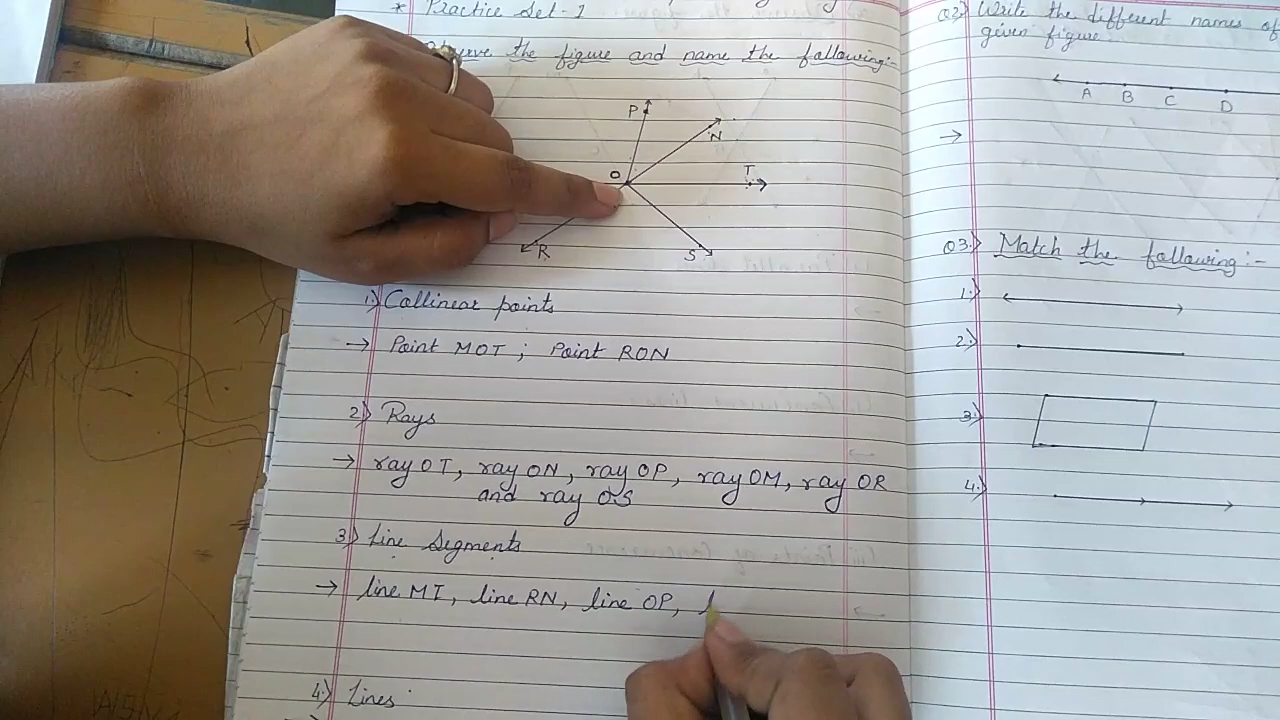 * Practice Set-1
the figure and name the following:-
P
N
O
T
R
S
1) Collinear points
→ Point MOT ; Point RON
2) Rays
→ ray OT, ray ON, ray OP, ray OM, ray OR
and ray OS
3) Line Segments
→ line MT, line RN, line OP,
4) Lines
Q2) Write the different names of
given figure.
A B C D
→
Q3) Match the following:-
1)
2)
3)
4)